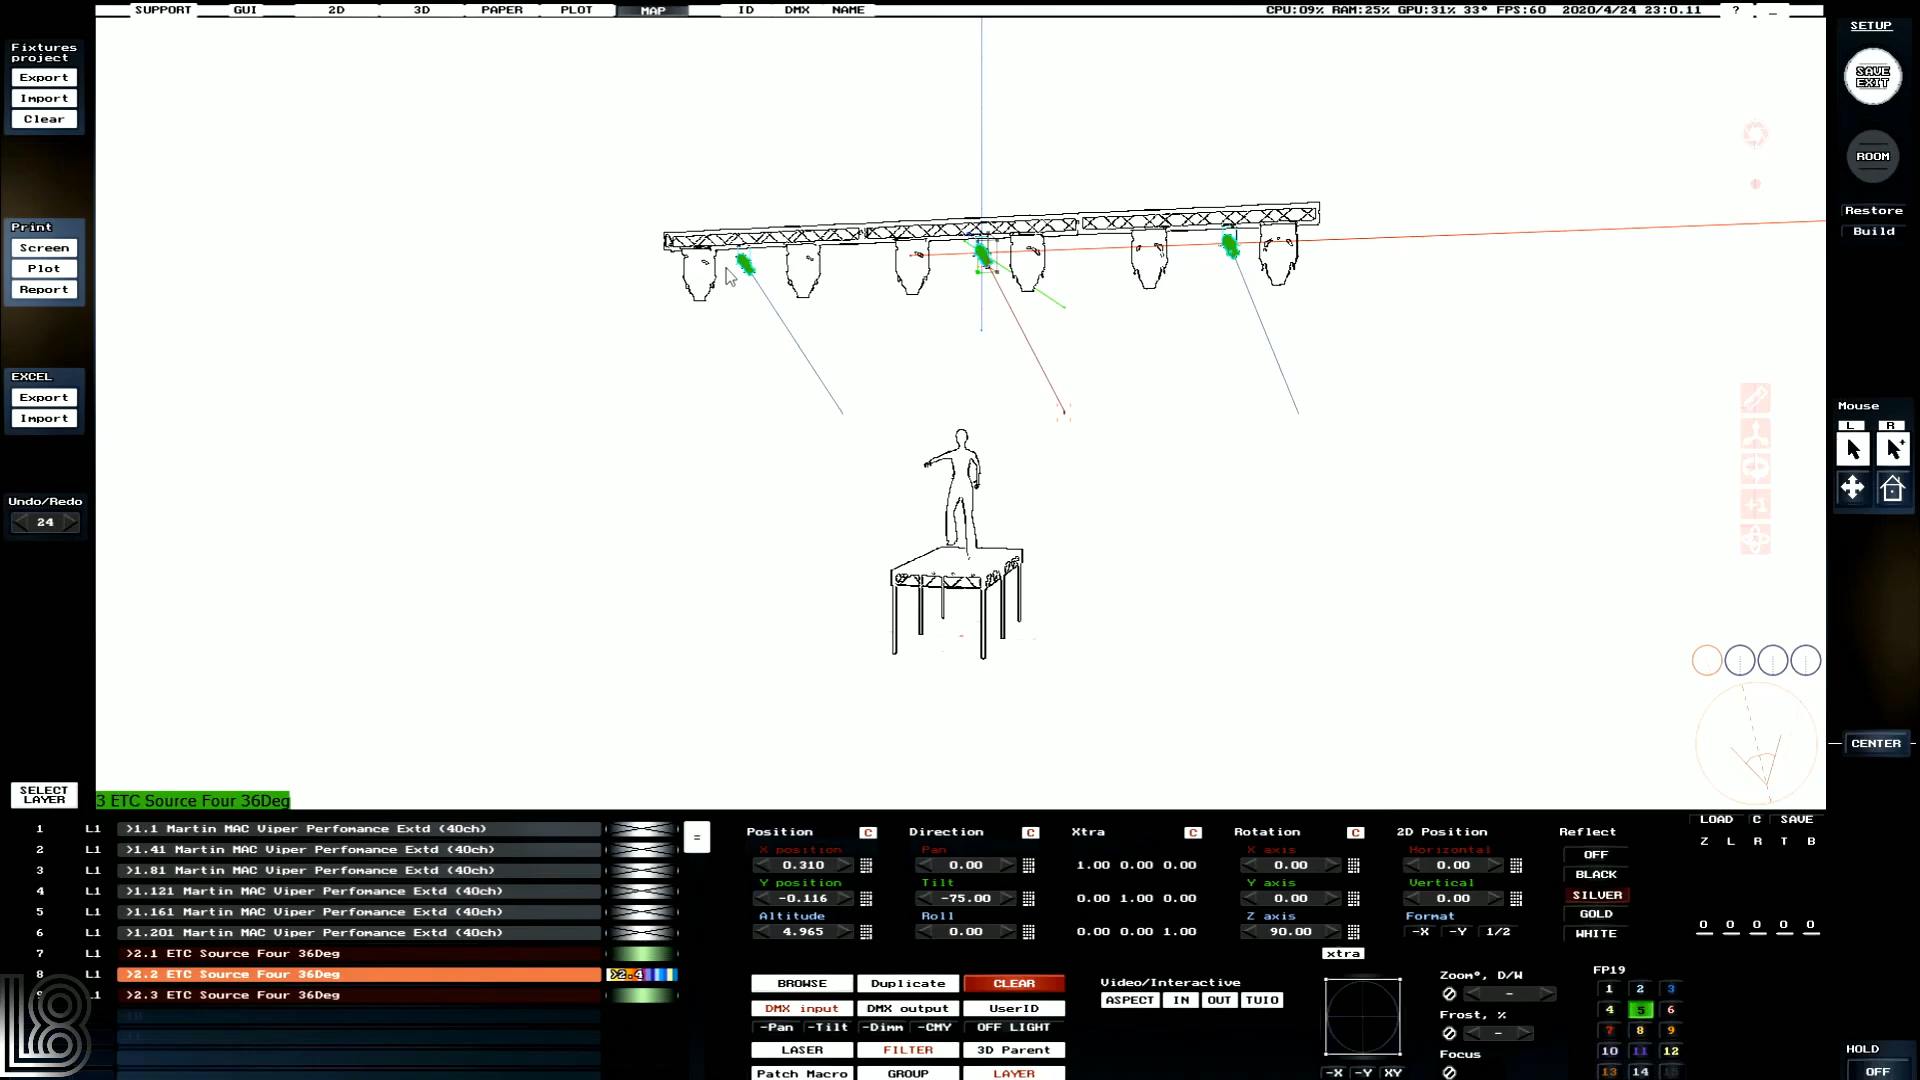 SUPPORT GUI 2D 3D PAPER PLOT MAP ID DMX NAME CPU:09% RAM:25% GPU:31% 33° FPS:60 2020/4/24 23:0.11 ? _
Fixtures
project
Export
Import
Clear
Print
Screen
Plot
Report
EXCEL
Export
Import
Undo/Redo
24
SELECT
LAYER
SETUP
SAVE
EXIT
ROOM
Restore
Build
Mouse
L R
+1
CENTER
3 ETC Source Four 36Deg
1 L1 >1.1 Martin MAC Viper Perfomance Extd (40ch)
2 L1 >1.41 Martin MAC Viper Perfomance Extd (40ch)
3 L1 >1.81 Martin MAC Viper Perfomance Extd (40ch)
4 L1 >1.121 Martin MAC Viper Perfomance Extd (40ch)
5 L1 >1.161 Martin MAC Viper Perfomance Extd (40ch)
6 L1 >1.201 Martin MAC Viper Perfomance Extd (40ch)
7 L1 >2.1 ETC Source Four 36Deg
8 L1 >2.2 ETC Source Four 36Deg >2.4
L1 >2.3 ETC Source Four 36Deg
10
11
=
Position C Direction C Xtra C Rotation C 2D Position Reflect
X position Pan X axis Horizontal
0.310 0.00 1.00 0.00 0.00 0.00 0.00
Y position Tilt Y axis Vertical
-0.116 -75.00 0.00 1.00 0.00 0.00 0.00
Altitude Roll Z axis Format
4.965 0.00 0.00 0.00 1.00 90.00 -X -Y 1/2
OFF
BLACK
SILVER
GOLD
WHITE
LOAD C SAVE
Z L R T B
0 0 0 0 0
xtra
BROWSE Duplicate CLEAR
DMX input DMX output UserID
-Pan -Tilt -Dimm -CMY OFF LIGHT
LASER FILTER 3D Parent
Patch Macro GROUP LAYER
Video/Interactive
ASPECT IN OUT TUIO
-X -Y XY
Zoom°, D/W
-
Frost, %
-
Focus
FP19
1 2 3
4 5 6
7 8 9
10 11 12
13 14 15
HOLD
OFF